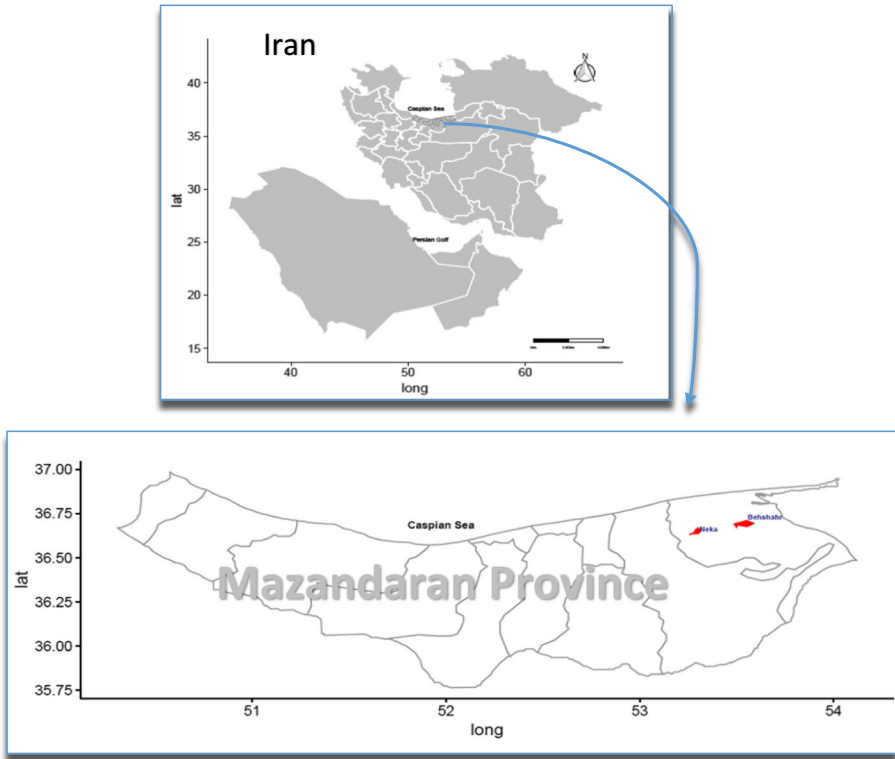 Iran
N
40
Caspian Sea
35
30
lat
25
Persian Golf
20
15
40 50 60
long
37.00
36.75
Caspian Sea
Behshahr
Neka
36.50
lat
Mazandaran Province
36.25
36.00
35.75
51 52 53 54
long